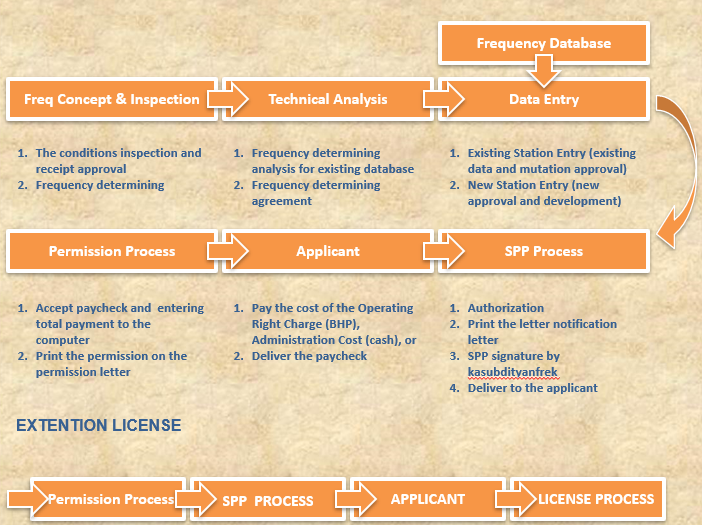 Frequency Database
Freq Concept & Inspection
Technical Analysis
Data Entry
1. The conditions inspection and
receipt approval
2. Frequency determining
1. Frequency determining
analysis for existing database
2. Frequency determining
agreement
1. Existing Station Entry (existing
data and mutation approval)
2. New Station Entry (new
approval and development)
Permission Process
Applicant
SPP Process
1. Accept paycheck and entering
total payment to the
computer
2. Print the permission on the
permission letter
1. Pay the cost of the Operating
Right Charge (BHP),
Administration Cost (cash), or
2. Deliver the paycheck
1. Authorization
2. Print the letter notification
letter
3. SPP signature by
kasubdityanfrek
4. Deliver to the applicant
EXTENTION LICENSE
Permission Process
SPP PROCESS
APPLICANT
LICENSE PROCESS